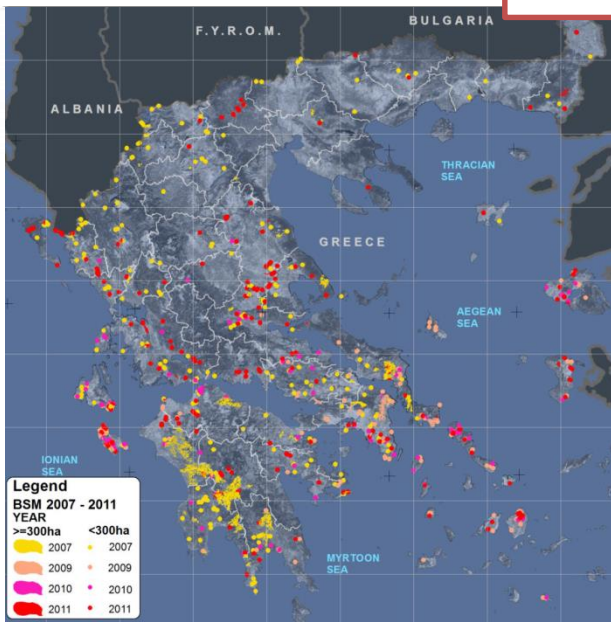 BULGARIA
F.Y.R.O.M.
ALBANIA
THRACIAN
SEA
GREECE
AEGEAN
SEA
IONIAN
SEA
MYRTOON
SEA
Legend
BSM 2007 - 2011
YEAR
>=300ha <300ha
2007 2007
2009 2009
2010 2010
2011 2011